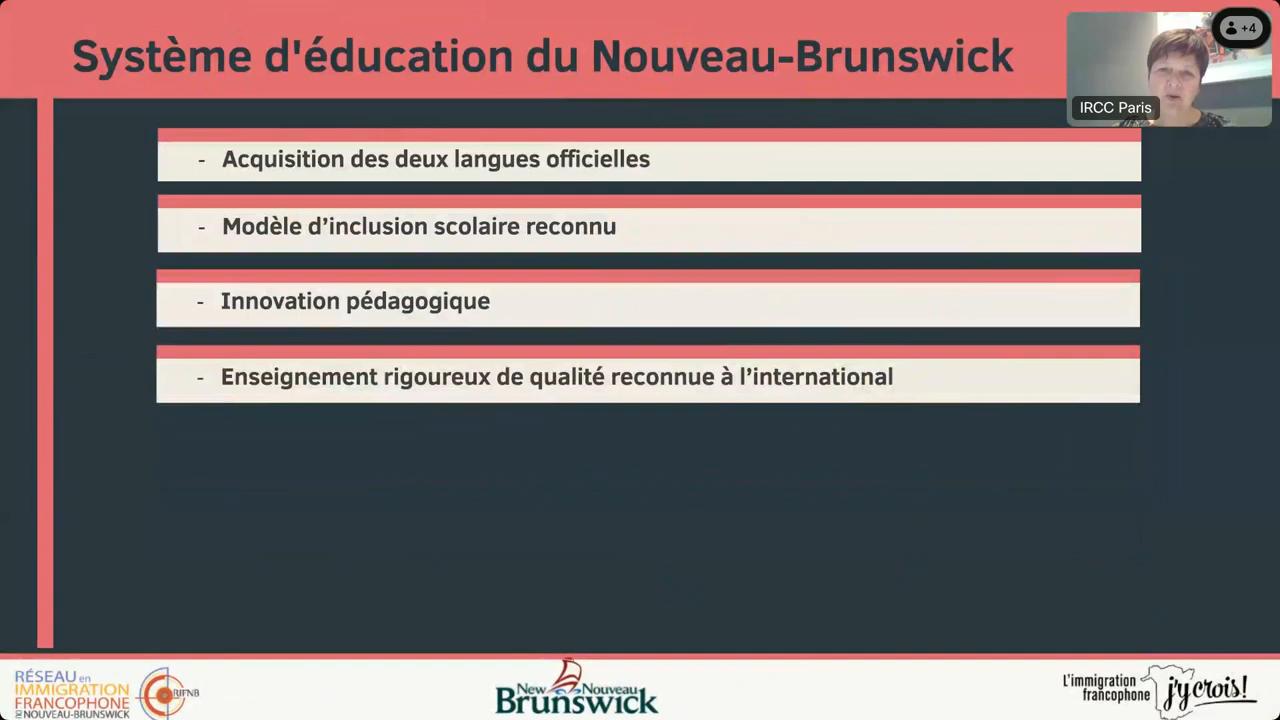 Système d'éducation du Nouveau-Brunswick
+4
IRCC Paris
- Acquisition des deux langues officielles
- Modèle d’inclusion scolaire reconnu
- Innovation pédagogique
- Enseignement rigoureux de qualité reconnue à l’international
RÉSEAU en
IMMIGRATION
FRANCOPHONE
DU NOUVEAU-BRUNSWICK
RIFNB
New Nouveau
Brunswick
L'immigration
francophone
j'y crois!